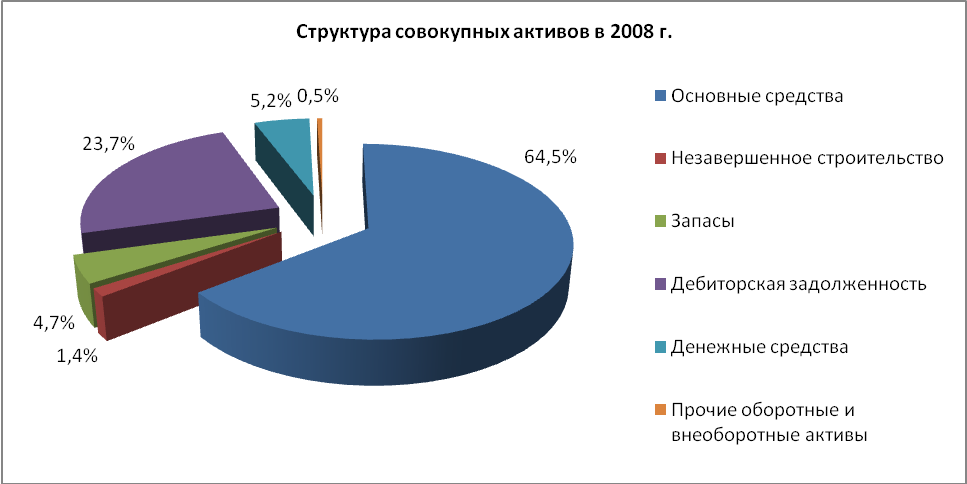 Структура совокупных активов в 2008 г.
64,5%
1,4%
4,7%
23,7%
5,2%
0,5%
Основные средства
Незавершенное строительство
Запасы
Дебиторская задолженность
Денежные средства
Прочие оборотные и
внеоборотные активы